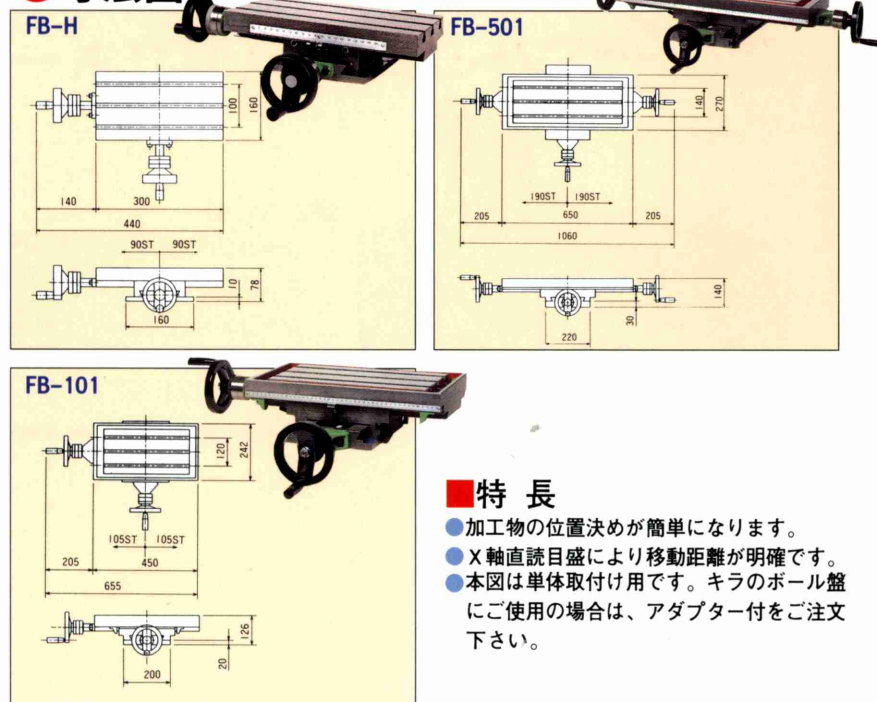 FB-H
100
160
140
300
440
90ST
90ST
10
78
160
FB-501
140
270
190ST
190ST
205
650
205
1060
140
30
220
FB-101
120
242
105ST
105ST
205
450
655
126
20
200
■特 長
●加工物の位置決めが簡単になります。
●X軸直読目盛により移動距離が明確です。
●本図は単体取付け用です。キラのボール盤
にご使用の場合は、アダプター付をご注文
下さい。